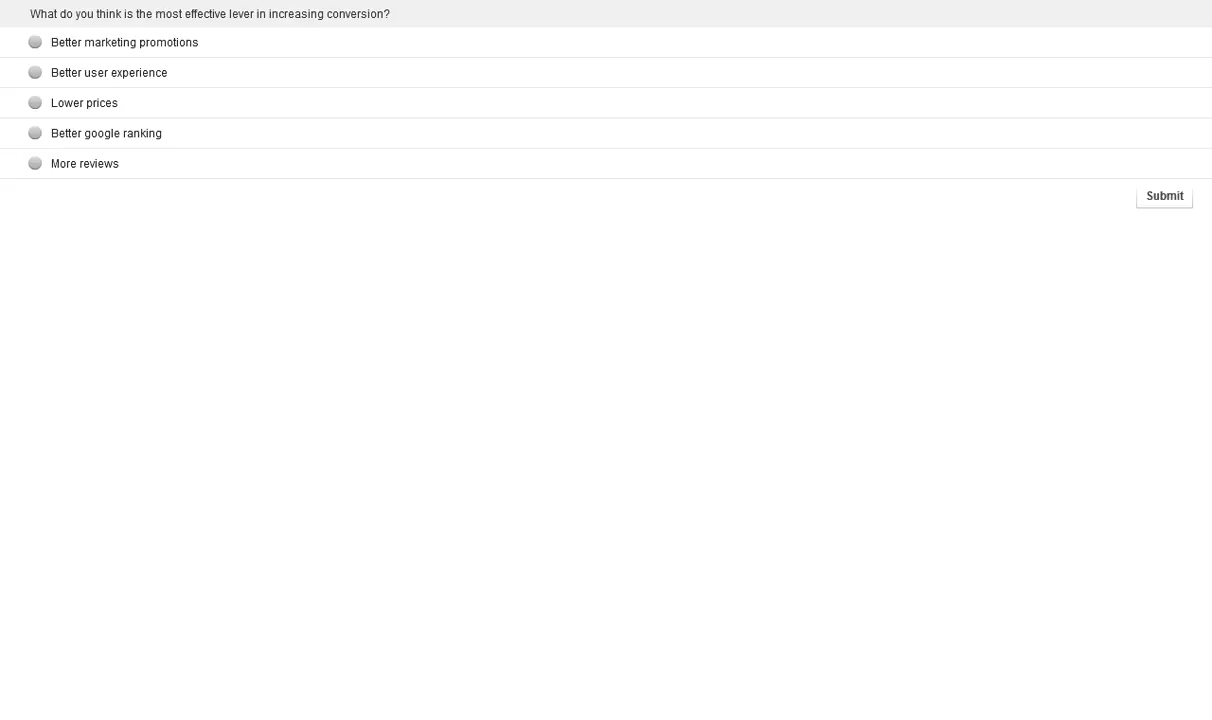 What do you think is the most effective lever in increasing conversion?
Better marketing promotions
Better user experience
Lower prices
Better google ranking
More reviews
Submit